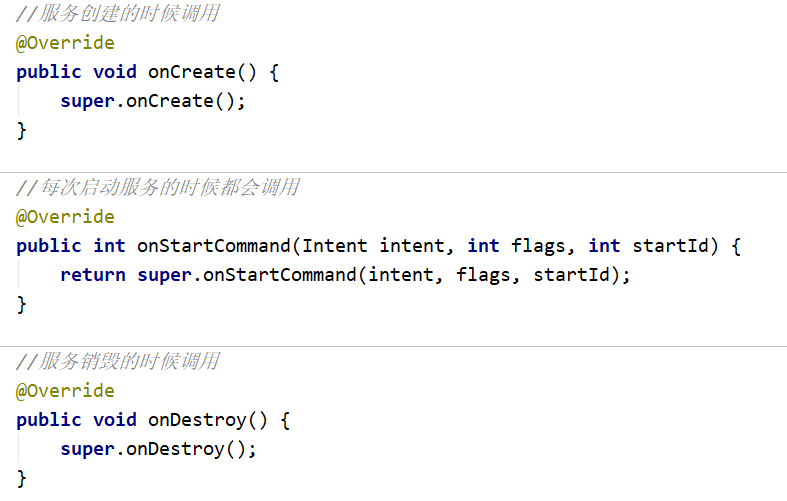 //服务创建的时候调用
@Override
public void onCreate() {
    super.onCreate();
}
//每次启动服务的时候都会调用
@Override
public int onStartCommand(Intent intent, int flags, int startId) {
    return super.onStartCommand(intent, flags, startId);
}
//服务销毁的时候调用
@Override
public void onDestroy() {
    super.onDestroy();
}